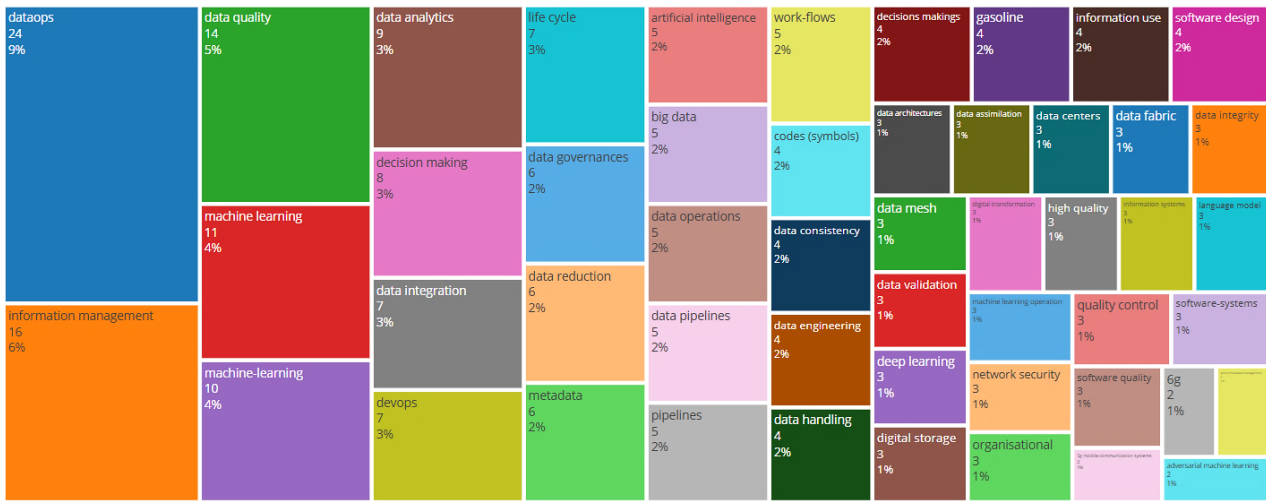 dataops
24
9%
information management
16
6%
data quality
14
5%
machine learning
11
4%
machine-learning
10
4%
data analytics
9
3%
decision making
8
3%
data integration
7
3%
devops
7
3%
life cycle
7
3%
data governances
6
2%
data reduction
6
2%
metadata
6
2%
artificial intelligence
5
2%
big data
5
2%
data operations
5
2%
data pipelines
5
2%
pipelines
5
2%
work-flows
5
2%
codes (symbols)
4
2%
data consistency
4
2%
data engineering
4
2%
data handling
4
2%
decisions makings
4
2%
gasoline
4
2%
information use
4
2%
software design
4
2%
data architectures
3
1%
data assimilation
3
1%
data centers
3
1%
data fabric
3
1%
data integrity
3
1%
data mesh
3
1%
data validation
3
1%
deep learning
3
1%
digital storage
3
1%
digital transformation
3
1%
high quality
3
1%
information systems
3
1%
language model
3
1%
machine learning operation
3
1%
network security
3
1%
organisational
3
1%
quality control
3
1%
software-systems
3
1%
software quality
3
1%
5g mobile communication systems
2
1%
6g
2
1%
adversarial machine learning
2
1%